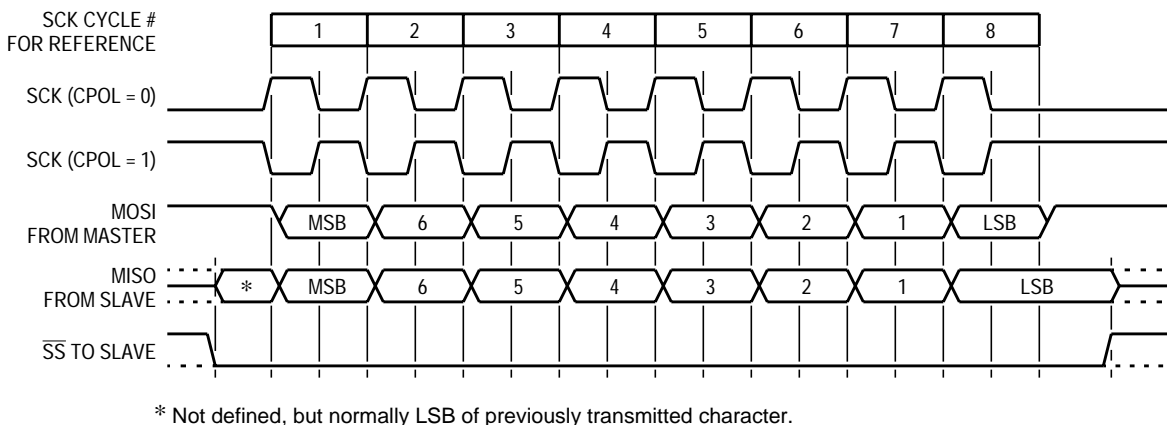 SCK CYCLE #
FOR REFERENCE
1 2 3 4 5 6 7 8
SCK (CPOL = 0)
SCK (CPOL = 1)
MOSI
FROM MASTER
MSB 6 5 4 3 2 1 LSB
MISO
FROM SLAVE
* MSB 6 5 4 3 2 1 LSB
S̅S̅ TO SLAVE
* Not defined, but normally LSB of previously transmitted character.